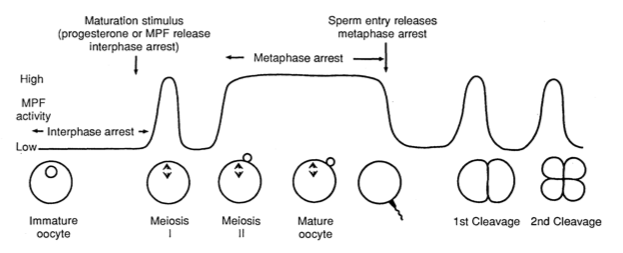 Maturation stimulus
(progesterone or MPF release
interphase arrest)
Sperm entry releases
metaphase arrest
Metaphase arrest
High
MPF
activity
Interphase arrest
Low
Immature
oocyte
Meiosis
I
Meiosis
II
Mature
oocyte
1st Cleavage
2nd Cleavage